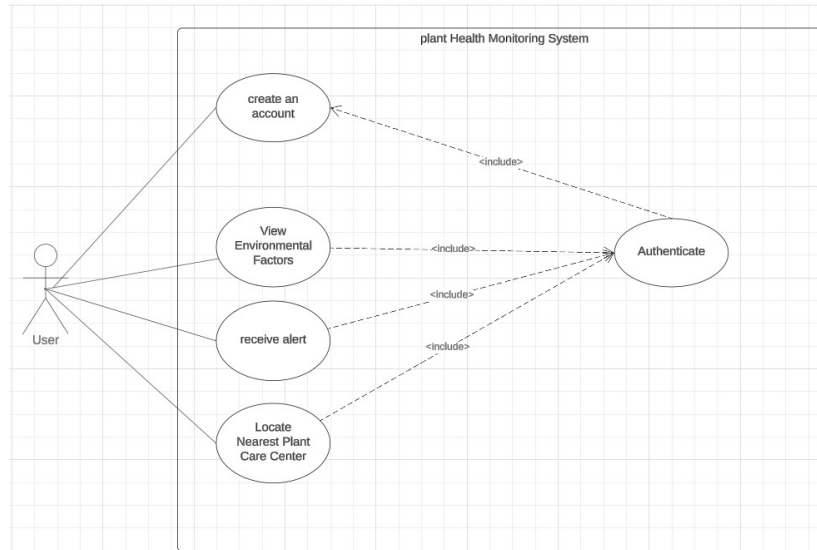 plant Health Monitoring System
create an
account
<include>
View
Environmental
Factors
<include>
Authenticate
<include>
receive alert
User
<include>
Locate
Nearest Plant
Care Center